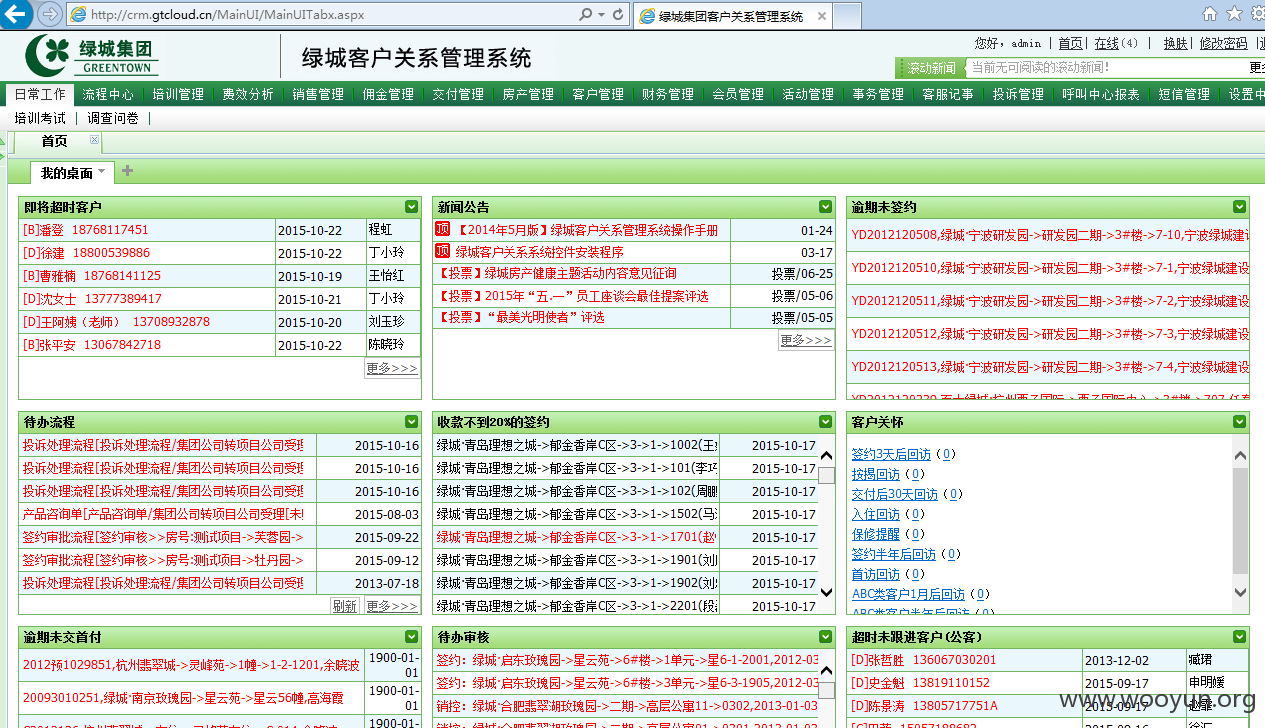 http://crm.gtcloud.cn/MainUI/MainUITabx.aspx
绿城集团客户关系管理系统
绿城集团
GREENTOWN
绿城客户关系管理系统
您好，admin | 首页| 在线(4) | 换肤| 修改密码
滚动新闻 当前无可阅读的滚动新闻！
日常工作 流程中心 培训管理 费效分析 销售管理 佣金管理 交付管理 房产管理 客户管理 财务管理 会员管理 活动管理 事务管理 客服记事 投诉管理 呼叫中心报表 短信管理 设置中
培训考试 | 调查问卷 |
首页
我的桌面
即将超时客户
[B]潘登 18768117451 2015-10-22 程虹
[D]徐建 18800539886 2015-10-22 丁小玲
[B]曹雅楠 18768141125 2015-10-19 王怡红
[D]沈女士 13777389417 2015-10-21 丁小玲
[D]王阿姨（老师） 13708932878 2015-10-20 刘玉珍
[B]张平安 13067842718 2015-10-22 陈晓玲
更多>>>
新闻公告
顶 【2014年5月版】绿城客户关系管理系统操作手册 01-24
顶 绿城客户关系系统控件安装程序 03-17
【投票】绿城房产健康主题活动内容意见征询 投票/06-25
【投票】2015年“五.一”员工座谈会最佳提案评选 投票/05-06
【投票】“最美光明使者”评选 投票/05-05
更多>>>
逾期未签约
YD2012120508,绿城·宁波研发园->研发园二期->3#楼->7-10,宁波绿城建设
YD2012120510,绿城·宁波研发园->研发园二期->3#楼->7-1,宁波绿城建设
YD2012120511,绿城·宁波研发园->研发园二期->3#楼->7-2,宁波绿城建设
YD2012120512,绿城·宁波研发园->研发园二期->3#楼->7-3,宁波绿城建设
YD2012120513,绿城·宁波研发园->研发园二期->3#楼->7-4,宁波绿城建设
待办流程
投诉处理流程[投诉处理流程/集团公司转项目公司受理 2015-10-16
投诉处理流程[投诉处理流程/集团公司转项目公司受理 2015-10-16
投诉处理流程[投诉处理流程/集团公司转项目公司受理 2015-10-16
产品咨询单[产品咨询单/集团公司转项目公司受理[未 2015-08-03
签约审批流程[签约审核>>房号:测试项目->芙蓉园-> 2015-09-22
签约审批流程[签约审核>>房号:测试项目->牡丹园-> 2015-09-12
投诉处理流程[投诉处理流程/集团公司转项目公司受理 2013-07-18
刷新 更多>>>
收款不到20%的签约
绿城·青岛理想之城->郁金香岸C区->3->1->1002(王 2015-10-17
绿城·青岛理想之城->郁金香岸C区->3->1->101(李 2015-10-17
绿城·青岛理想之城->郁金香岸C区->3->1->102(周鹏 2015-10-17
绿城·青岛理想之城->郁金香岸C区->3->1->1502(马 2015-10-17
绿城·青岛理想之城->郁金香岸C区->3->1->1701(赵 2015-10-17
绿城·青岛理想之城->郁金香岸C区->3->1->1901(刘 2015-10-17
绿城·青岛理想之城->郁金香岸C区->3->1->1902(刘 2015-10-17
绿城·青岛理想之城->郁金香岸C区->3->1->2201(段 2015-10-17
客户关怀
签约3天后回访（0）
按揭回访（0）
交付后30天回访（0）
入住回访（0）
保修提醒（0）
签约半年后回访（0）
首访回访（0）
ABC类客户1月后回访（0）
ABC类客户半年后回访（0）
逾期未交首付
2012预1029851,杭州翡翠城->灵峰苑->1幢->1-2-1201,余晓波 1900-01-01
20093010251,绿城·南京玫瑰园->星云苑->星云56幢,高海霞 1900-01-01
1900-01-
待办审核
签约：绿城·启东玫瑰园->星云苑->6#楼->1单元->星6-1-2001,2012-03
签约：绿城·启东玫瑰园->星云苑->6#楼->3单元->星6-3-1905,2012-03
销控：绿城·合肥翡翠湖玫瑰园->二期->高层公寓11->0302,2013-01-03
超时未跟进客户(公客)
[D]张哲胜 136067030201 2013-12-02 臧珺
[D]史金魁 13819110152 2015-09-17 申明媛
[D]陈景涛 13805717751A 2015-09-17
www.wooyun.org